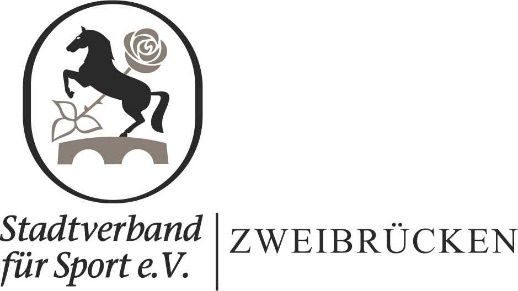 Stadtverband
für Sport e.V.
ZWEIBRÜCKEN